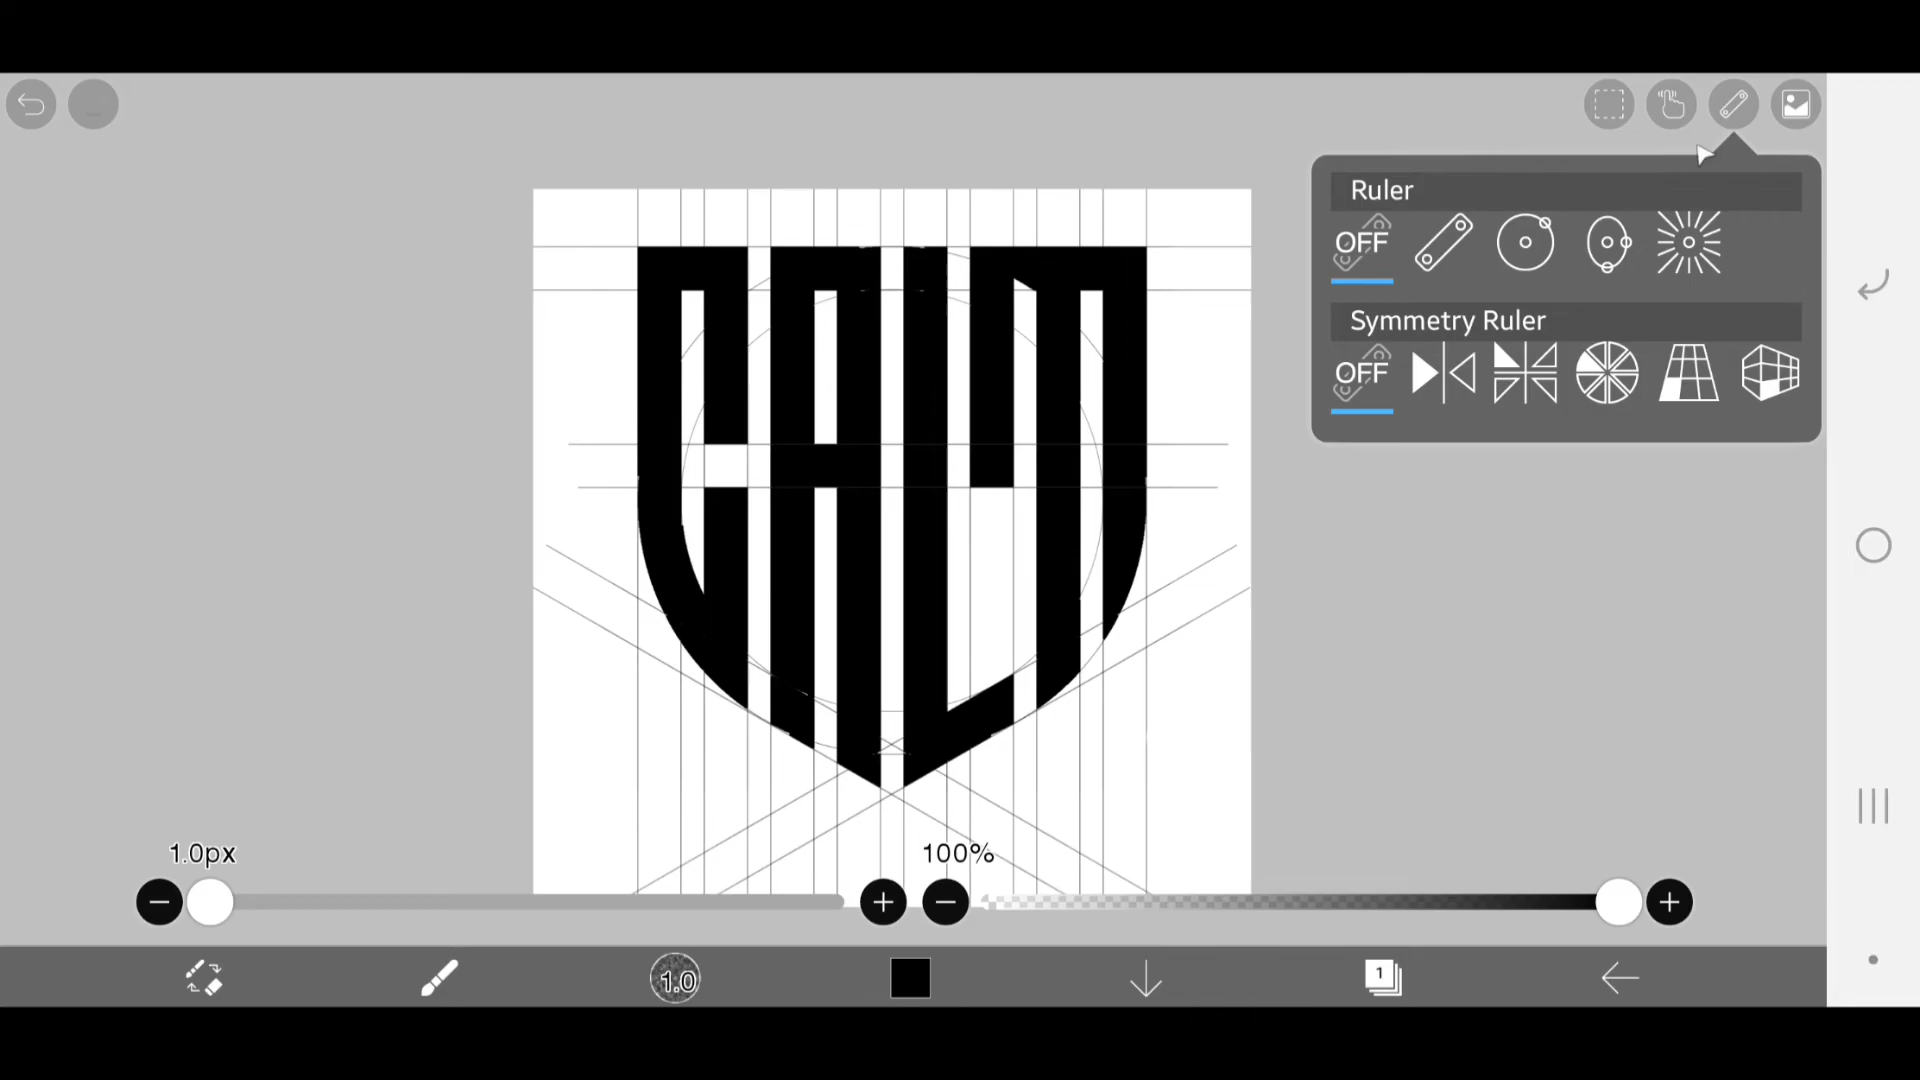 Ruler
OFF
Symmetry Ruler
OFF
CALM
1.0px
100%
1.0
1